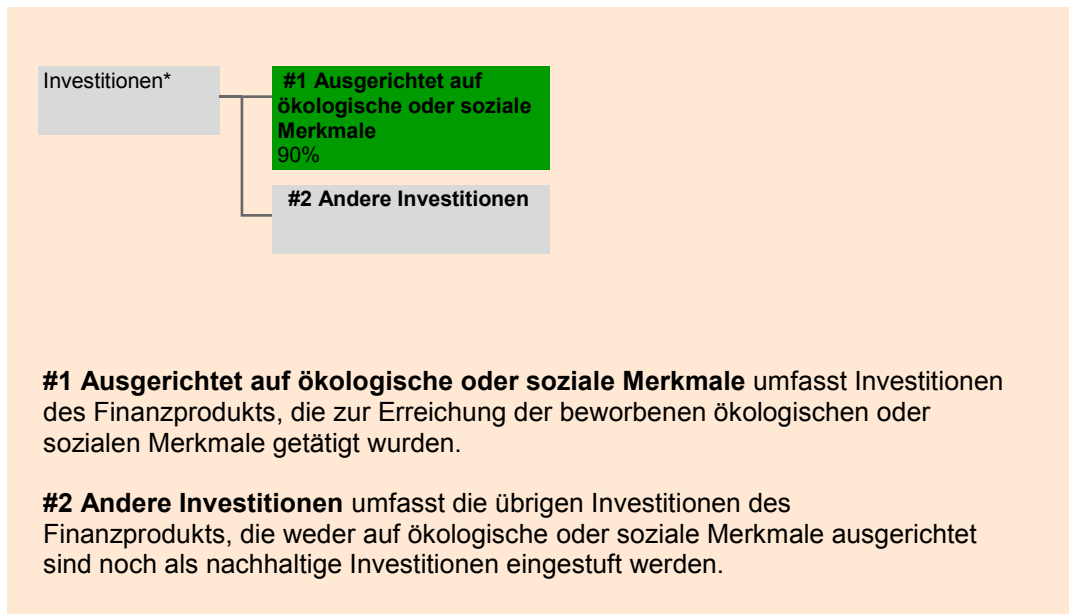 Investitionen*
#1 Ausgerichtet auf
ökologische oder soziale
Merkmale
90%
#2 Andere Investitionen
#1 Ausgerichtet auf ökologische oder soziale Merkmale umfasst Investitionen
des Finanzprodukts, die zur Erreichung der beworbenen ökologischen oder
sozialen Merkmale getätigt wurden.
#2 Andere Investitionen umfasst die übrigen Investitionen des
Finanzprodukts, die weder auf ökologische oder soziale Merkmale ausgerichtet
sind noch als nachhaltige Investitionen eingestuft werden.